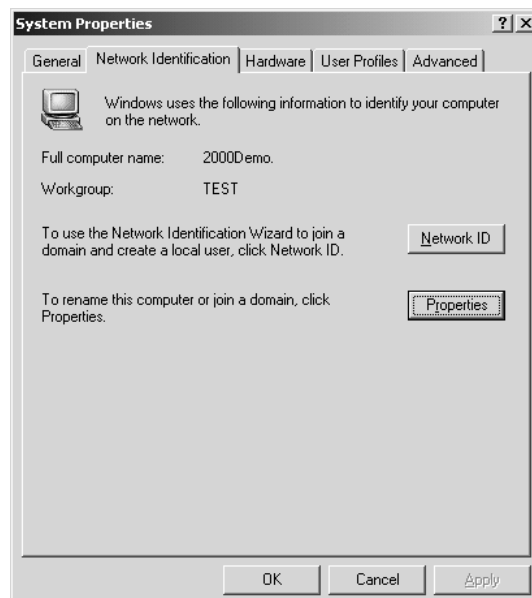 System Properties
? X
General Network Identification Hardware User Profiles Advanced
Windows uses the following information to identify your computer
on the network.
Full computer name: 2000Demo.
Workgroup: TEST
To use the Network Identification Wizard to join a
domain and create a local user, click Network ID.
Network ID
To rename this computer or join a domain, click
Properties.
Properties
OK Cancel Apply